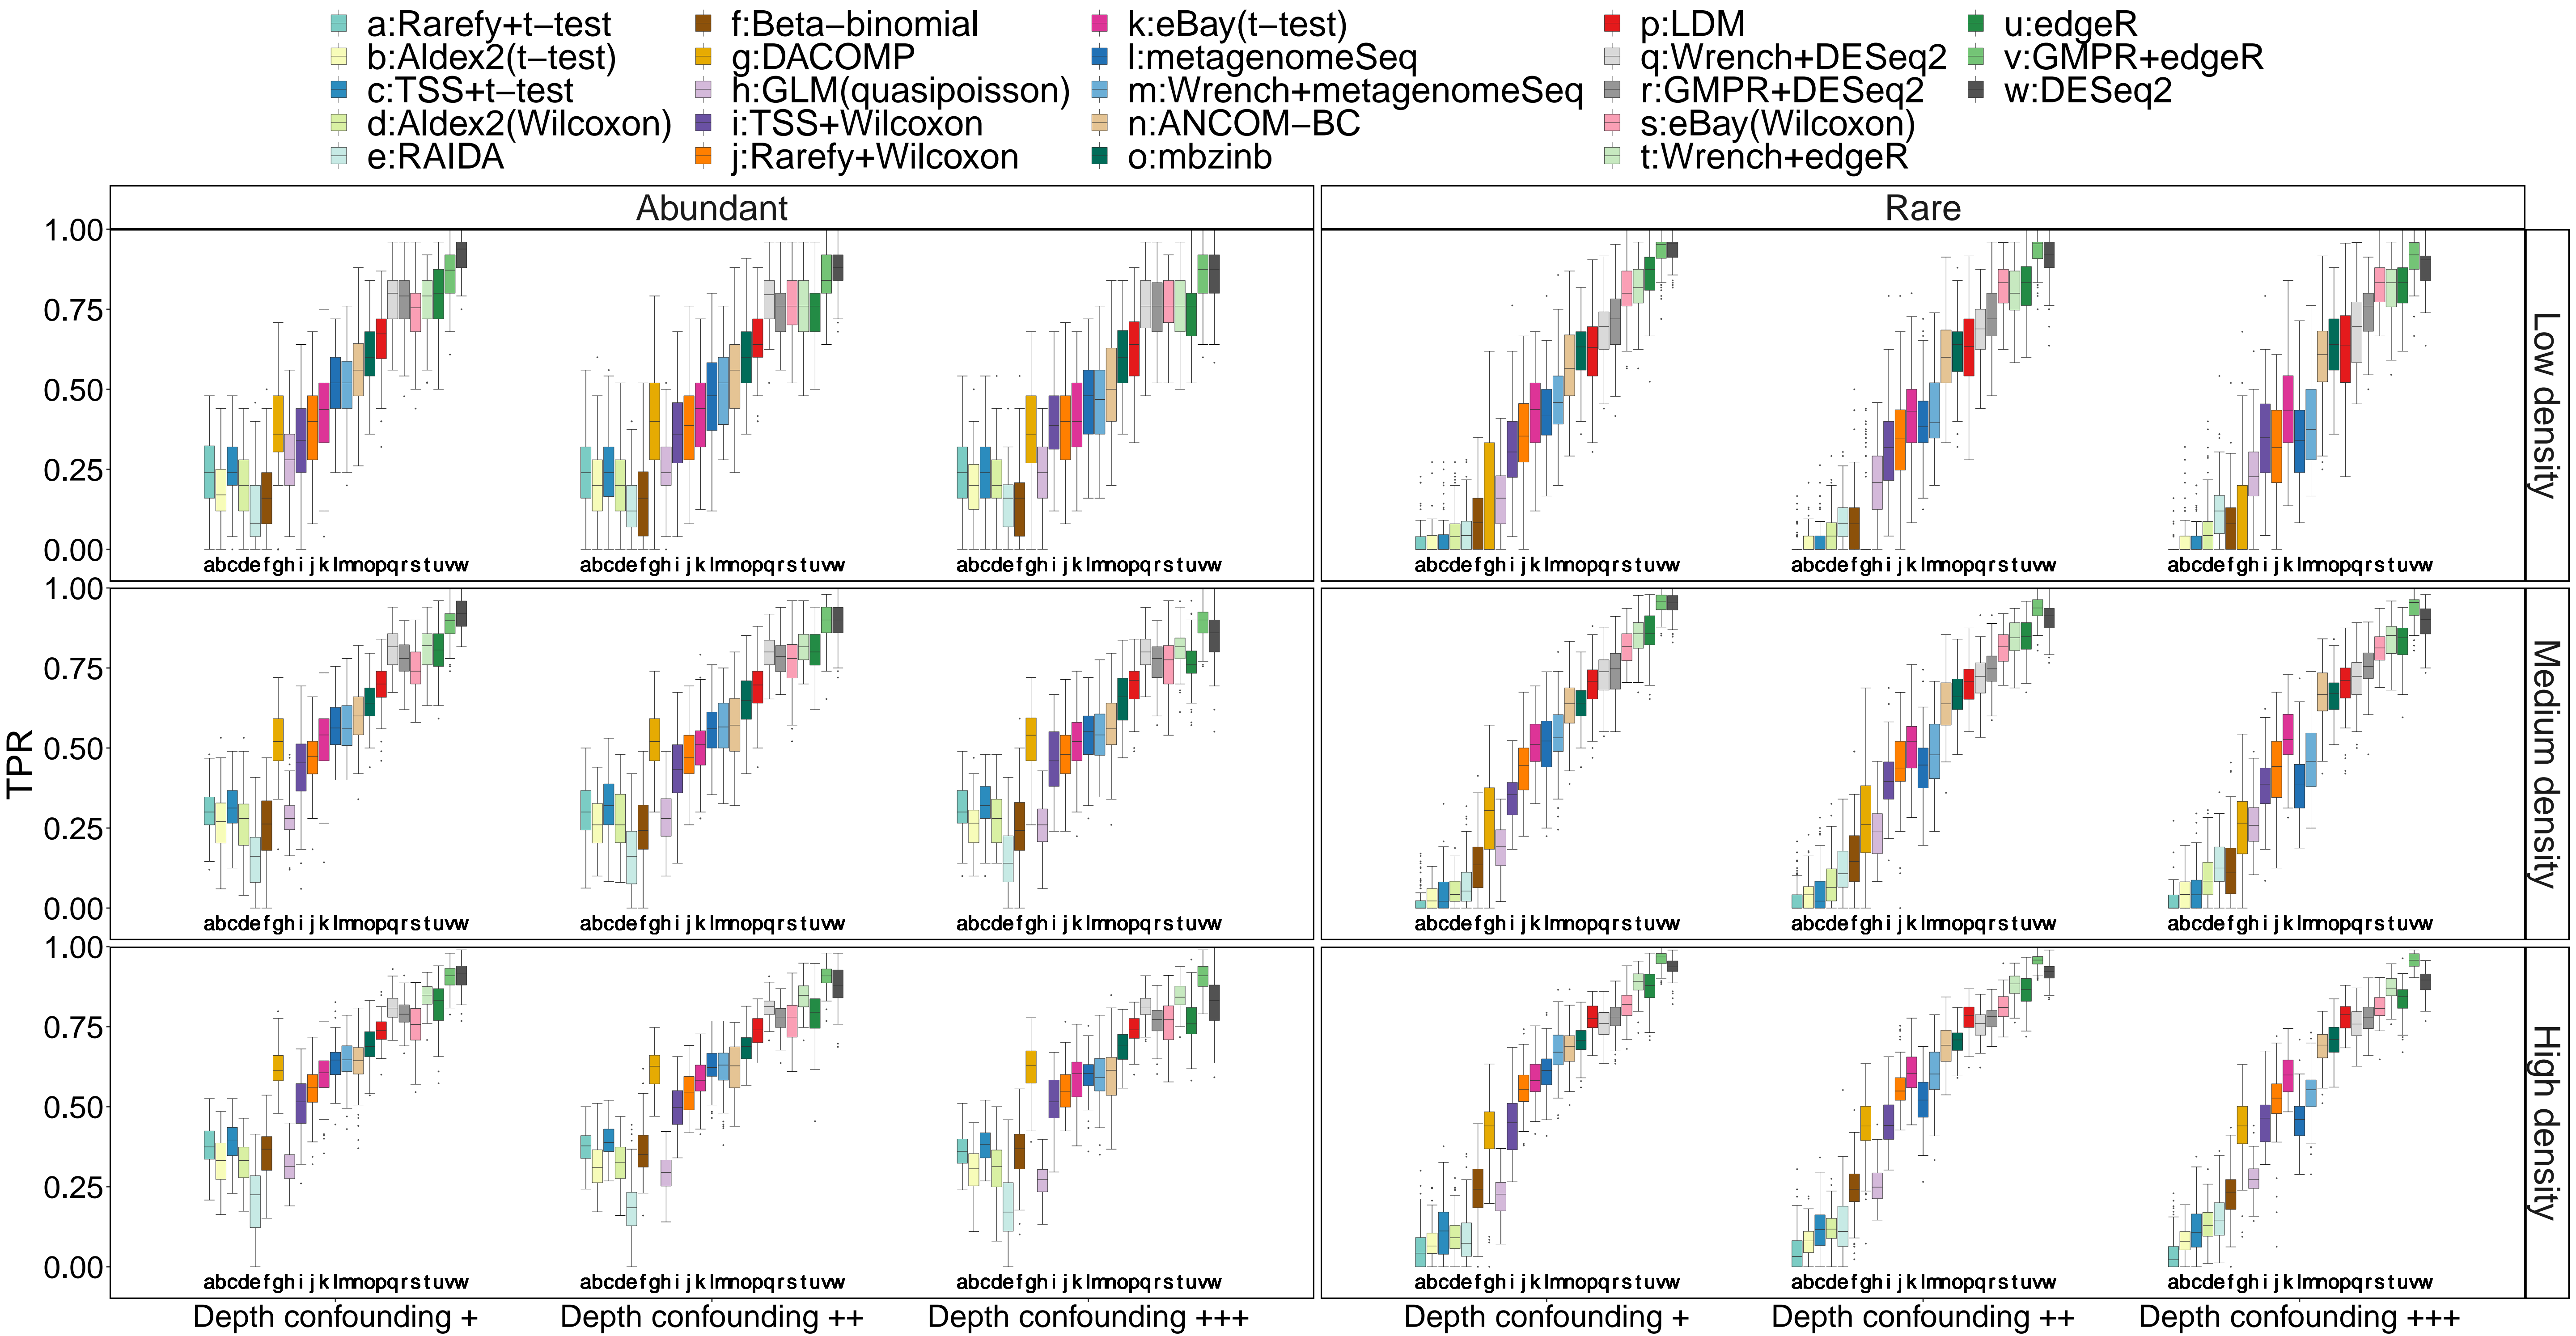 a:Rarefy+t−test f:Beta−binomial k:eBay(t−test) p:LDM u:edgeR
b:Aldex2(t−test) g:DACOMP l:metagenomeSeq q:Wrench+DESeq2 v:GMPR+edgeR
c:TSS+t−test h:GLM(quasipoisson) m:Wrench+metagenomeSeq r:GMPR+DESeq2 w:DESeq2
d:Aldex2(Wilcoxon) i:TSS+Wilcoxon n:ANCOM−BC s:eBay(Wilcoxon)
e:RAIDA j:Rarefy+Wilcoxon o:mbzinb t:Wrench+edgeR
Abundant Rare
1.00
0.75
0.50
0.25
0.00
abcdefghijklmnopqrstuvw abcdefghijklmnopqrstuvw abcdefghijklmnopqrstuvw abcdefghijklmnopqrstuvw abcdefghijklmnopqrstuvw abcdefghijklmnopqrstuvw
Low density
1.00
0.75
0.50
0.25
0.00
abcdefghijklmnopqrstuvw abcdefghijklmnopqrstuvw abcdefghijklmnopqrstuvw abcdefghijklmnopqrstuvw abcdefghijklmnopqrstuvw abcdefghijklmnopqrstuvw
Medium density
TPR
1.00
0.75
0.50
0.25
0.00
abcdefghijklmnopqrstuvw abcdefghijklmnopqrstuvw abcdefghijklmnopqrstuvw abcdefghijklmnopqrstuvw abcdefghijklmnopqrstuvw abcdefghijklmnopqrstuvw
High density
Depth confounding + Depth confounding ++ Depth confounding +++ Depth confounding + Depth confounding ++ Depth confounding +++